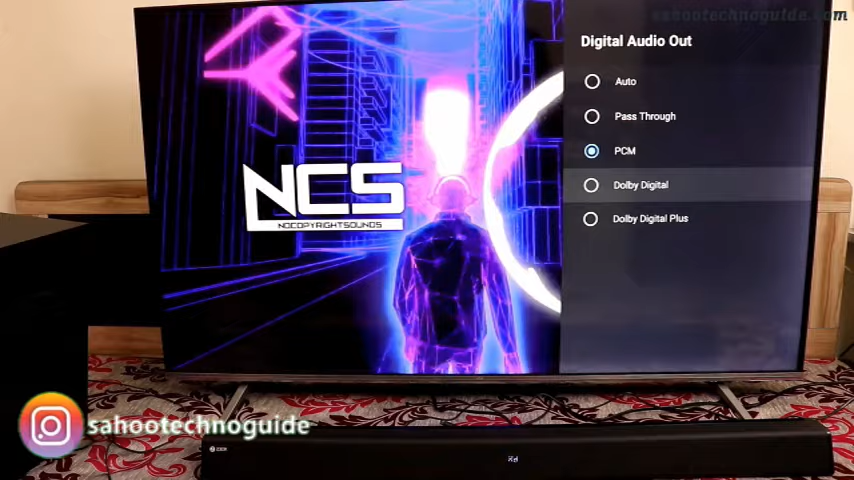 sahootechnoguide.com
Digital Audio Out
Auto
Pass Through
PCM
Dolby Digital
Dolby Digital Plus
NCS
NOCOPYRIGHTSOUNDS
sahootechnoguide